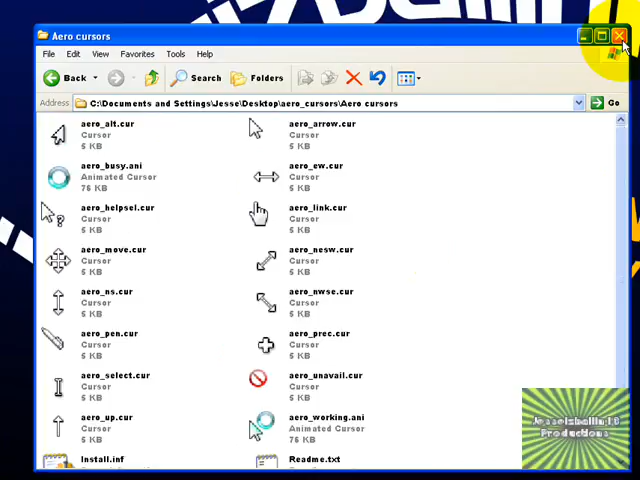 Aero cursors
File Edit View Favorites Tools Help
Back Search Folders
Address C:\Documents and Settings\Jesse\Desktop\aero_cursors\Aero cursors Go
aero_alt.cur
Cursor
5 KB
aero_arrow.cur
Cursor
5 KB
aero_busy.ani
Animated Cursor
76 KB
aero_ew.cur
Cursor
5 KB
aero_helpsel.cur
Cursor
5 KB
aero_link.cur
Cursor
5 KB
aero_move.cur
Cursor
5 KB
aero_nesw.cur
Cursor
5 KB
aero_ns.cur
Cursor
5 KB
aero_nwse.cur
Cursor
5 KB
aero_pen.cur
Cursor
5 KB
aero_prec.cur
Cursor
5 KB
aero_select.cur
Cursor
5 KB
aero_unavail.cur
Cursor
5 KB
aero_up.cur
Cursor
5 KB
aero_working.ani
Animated Cursor
76 KB
Install.inf
Readme.txt
Productions